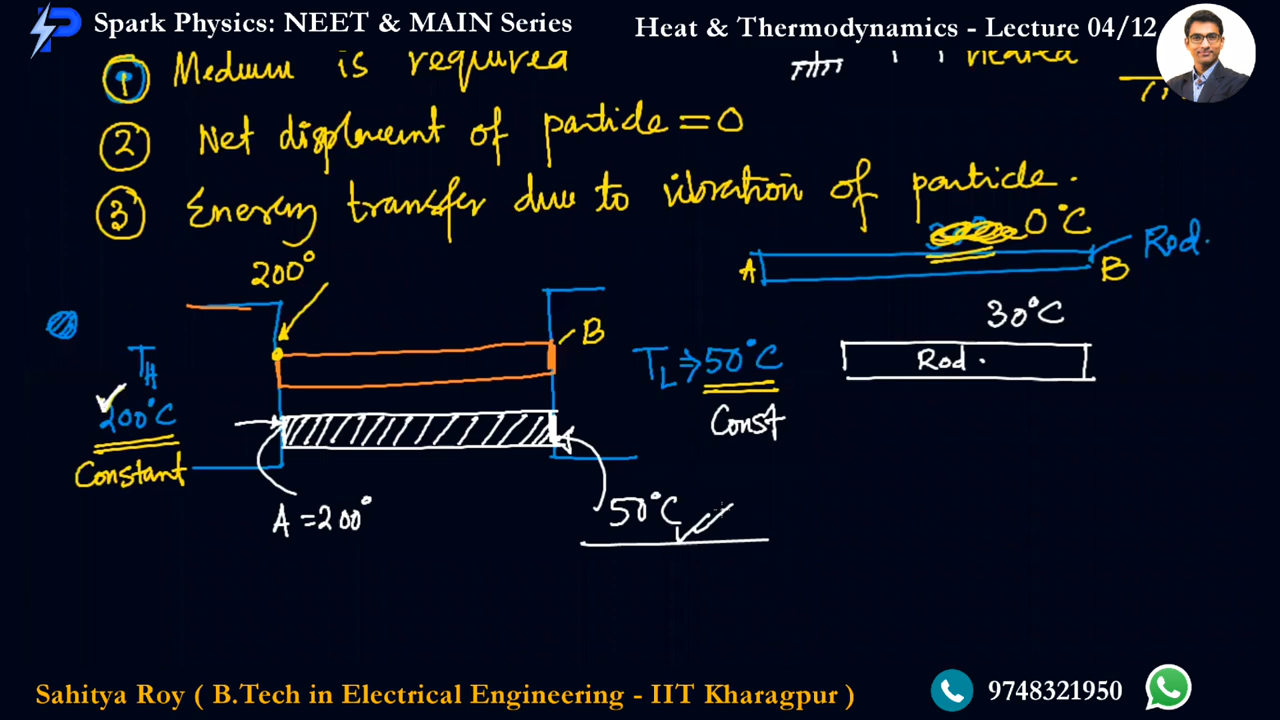 Spark Physics: NEET & MAIN Series
Heat & Thermodynamics - Lecture 04/12
① Medium is required
heated
② Net displacement of particle = 0
③ Energy transfer due to vibration of particle.
0°C
Rod.
A
B
200°
30°C
B
T_H
200°C
Constant
T_L ⇒ 50°C
Const
Rod.
A = 200°
50°C
Sahitya Roy ( B.Tech in Electrical Engineering - IIT Kharagpur )
9748321950